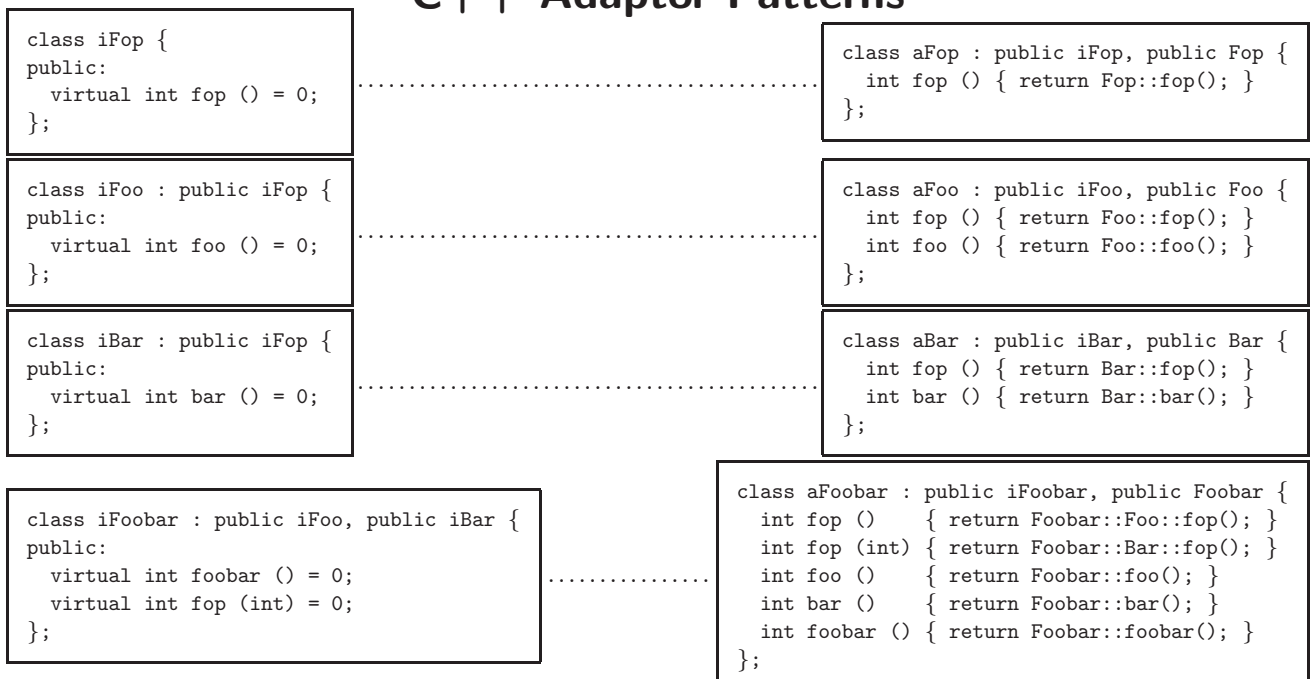 C++ Adaptor Patterns
class iFop {
public:
  virtual int fop () = 0;
};
class aFop : public iFop, public Fop {
  int fop () { return Fop::fop(); }
};
class iFoo : public iFop {
public:
  virtual int foo () = 0;
};
class aFoo : public iFoo, public Foo {
  int fop () { return Foo::fop(); }
  int foo () { return Foo::foo(); }
};
class iBar : public iFop {
public:
  virtual int bar () = 0;
};
class aBar : public iBar, public Bar {
  int fop () { return Bar::fop(); }
  int bar () { return Bar::bar(); }
};
class iFoobar : public iFoo, public iBar {
public:
  virtual int foobar () = 0;
  virtual int fop (int) = 0;
};
class aFoobar : public iFoobar, public Foobar {
  int fop ()    { return Foobar::Foo::fop(); }
  int fop (int) { return Foobar::Bar::fop(); }
  int foo ()    { return Foobar::foo(); }
  int bar ()    { return Foobar::bar(); }
  int foobar () { return Foobar::foobar(); }
};